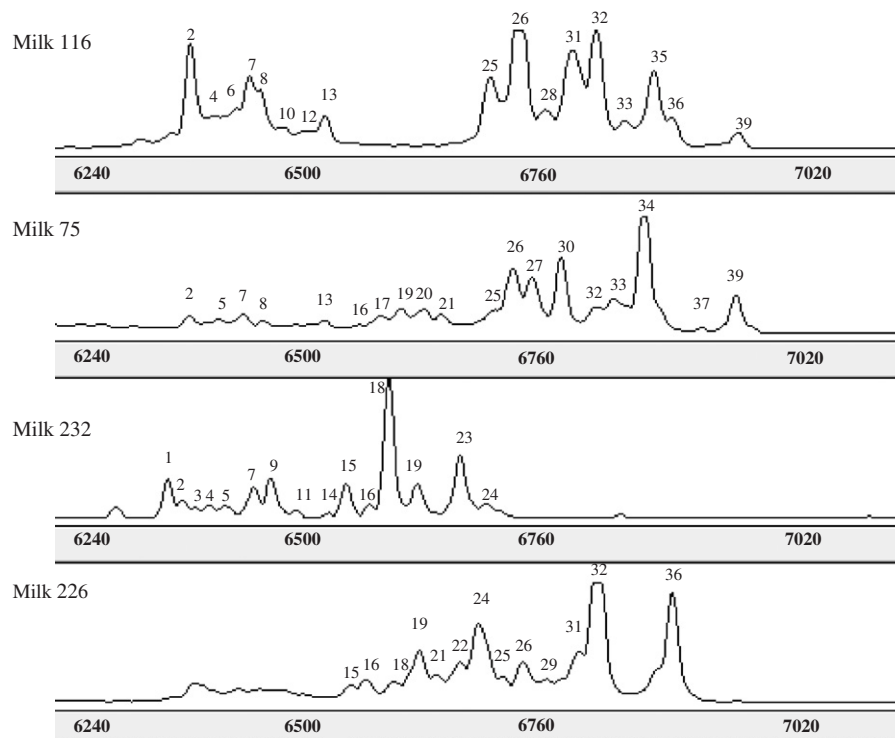 Milk 116
2 4 6 7 8 10 12 13 25 26 28 31 32 33 35 36 39
6240 6500 6760 7020
Milk 75
2 5 7 8 13 16 17 19 20 21 25 26 27 30 32 33 34 37 39
6240 6500 6760 7020
Milk 232
1 2 3 4 5 7 9 11 14 15 16 18 19 23 24
6240 6500 6760 7020
Milk 226
15 16 18 19 21 22 24 25 26 29 31 32 36
6240 6500 6760 7020